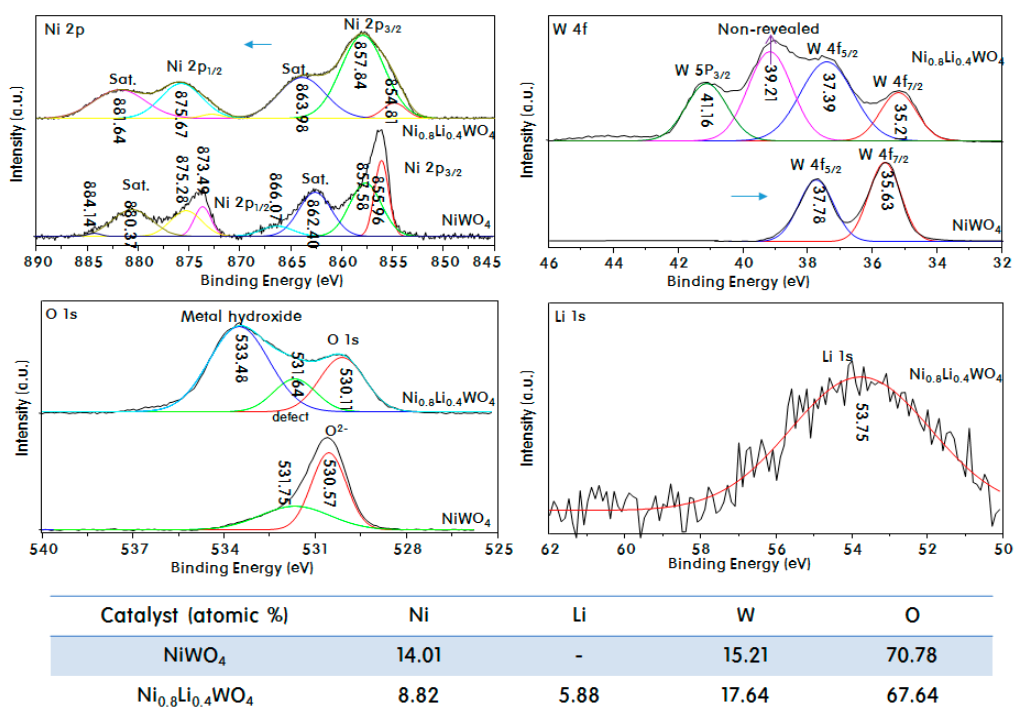 Ni 2p
Ni 2p3/2
857.84
854.81
Sat.
863.98
Ni 2p1/2
875.67
Sat.
881.64
Ni0.8Li0.4WO4
Ni 2p3/2
855.96
857.58
Sat.
862.40
866.07
Ni 2p1/2
873.49
875.28
Sat.
880.37
884.14
NiWO4
Intensity (a.u.)
890 885 880 875 870 865 860 855 850 845
Binding Energy (eV)
W 4f
Non-revealed
39.21
W 4f5/2
37.39
W 5P3/2
41.16
W 4f7/2
35.21
Ni0.8Li0.4WO4
W 4f5/2
37.78
W 4f7/2
35.63
NiWO4
Intensity (a.u.)
46 44 42 40 38 36 34 32
Binding Energy (eV)
O 1s
Metal hydroxide
533.48
531.64
defect
O 1s
530.11
Ni0.8Li0.4WO4
O2-
531.75
530.57
NiWO4
Intensity (a.u.)
540 537 534 531 528 525
Binding Energy (eV)
Li 1s
Li 1s
53.75
Ni0.8Li0.4WO4
Intensity (a.u.)
62 60 58 56 54 52 50
Binding Energy (eV)
Catalyst (atomic %) Ni Li W O
NiWO4 14.01 - 15.21 70.78
Ni0.8Li0.4WO4 8.82 5.88 17.64 67.64